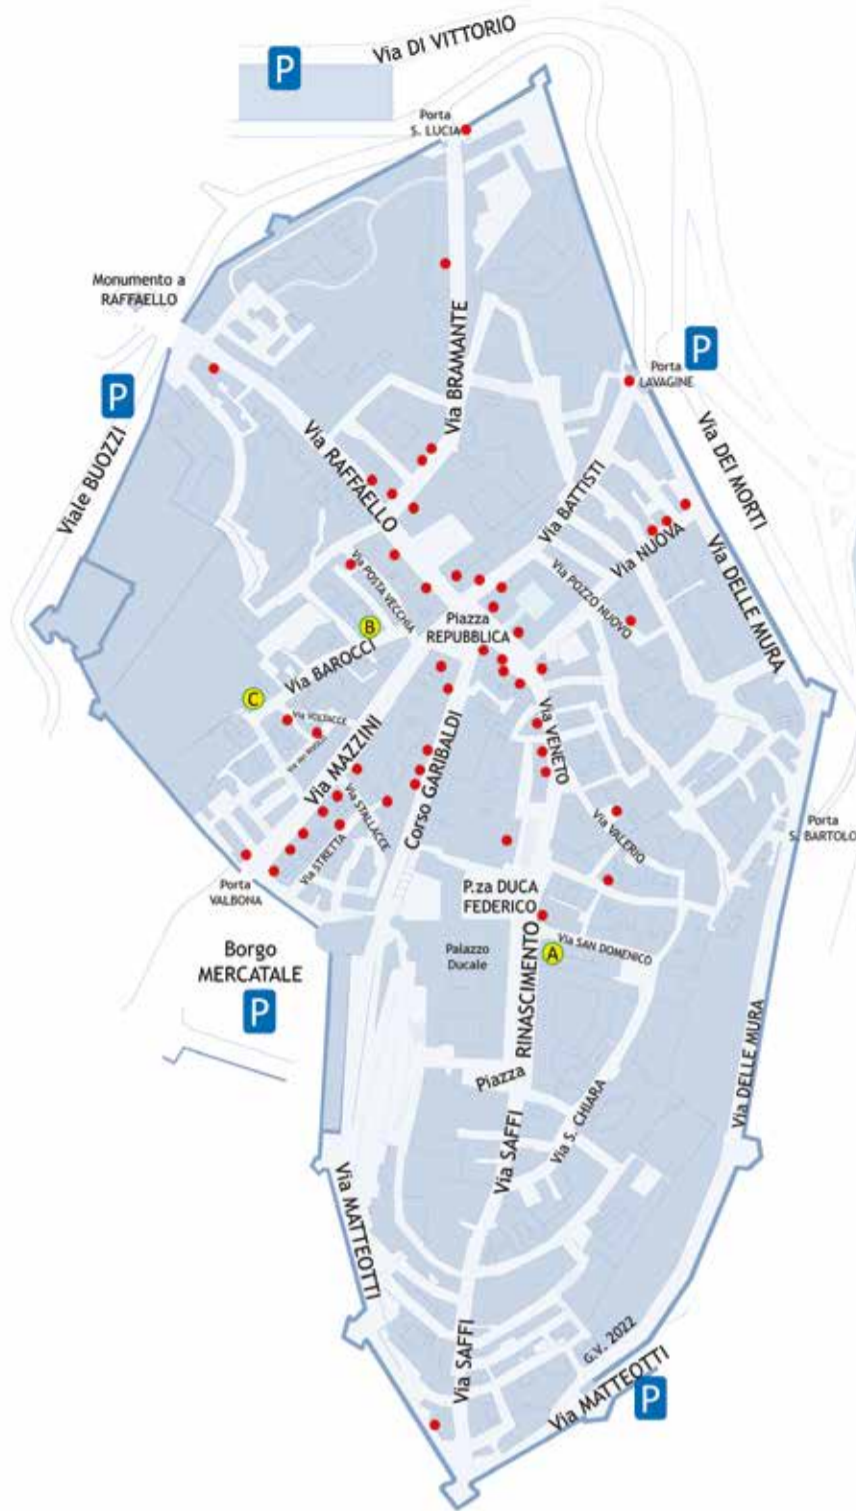 Via DI VITTORIO
P
Porta
S. LUCIA
Monumento a
RAFFAELLO
P
Porta
LAVAGINE
P
Viale BUOZZI
Via BRAMANTE
Via RAFFAELLO
Via BATTISTI
Via DEI MORTI
Via NUOVA
Via DELLE MURA
Via POSTA VECCHIA
Via POZZO NUOVO
B
Piazza
REPUBBLICA
Via BAROCCI
C
Via VOLTACCE
Via MAZZINI
Corso GARIBALDI
Via VENETO
Via STALLACCE
Via STRETTA
Via VALERIO
Porta
S. BARTOLO
Porta
VALBONA
P.za DUCA
FEDERICO
Borgo
MERCATALE
P
Palazzo
Ducale
Via SAN DOMENICO
A
RINASCIMENTO
Piazza
Via DELLE MURA
Via S. CHIARA
Via SAFFI
Via MATTEOTTI
Via SAFFI
G.V. 2022
Via MATTEOTTI
P